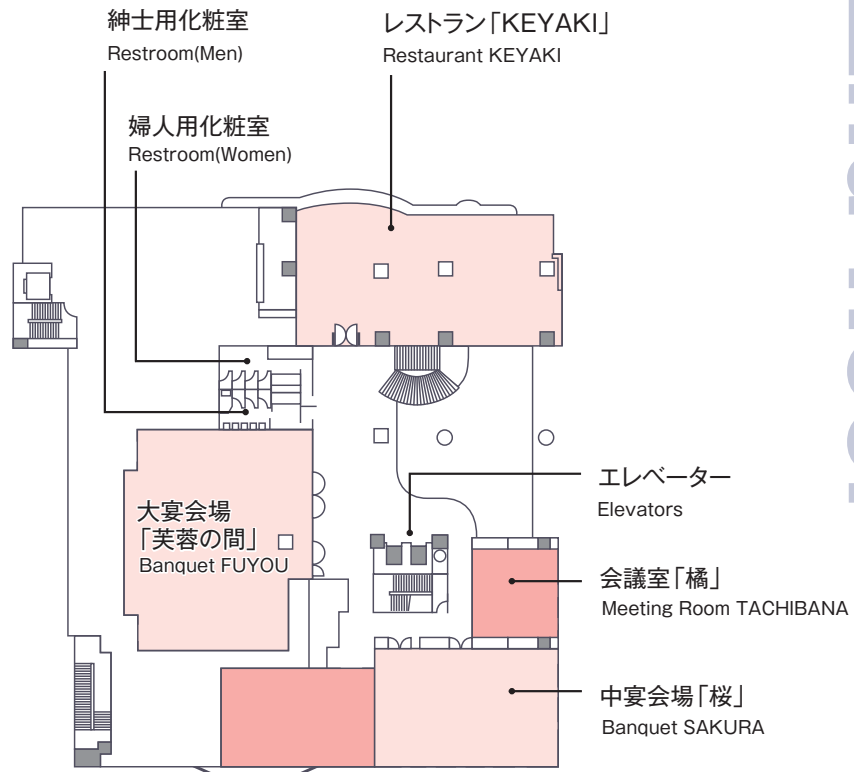 紳士用化粧室
Restroom(Men)
レストラン「KEYAKI」
Restaurant KEYAKI
婦人用化粧室
Restroom(Women)
エレベーター
Elevators
大宴会場
「芙蓉の間」
Banquet FUYOU
会議室「橘」
Meeting Room TACHIBANA
中宴会場「桜」
Banquet SAKURA